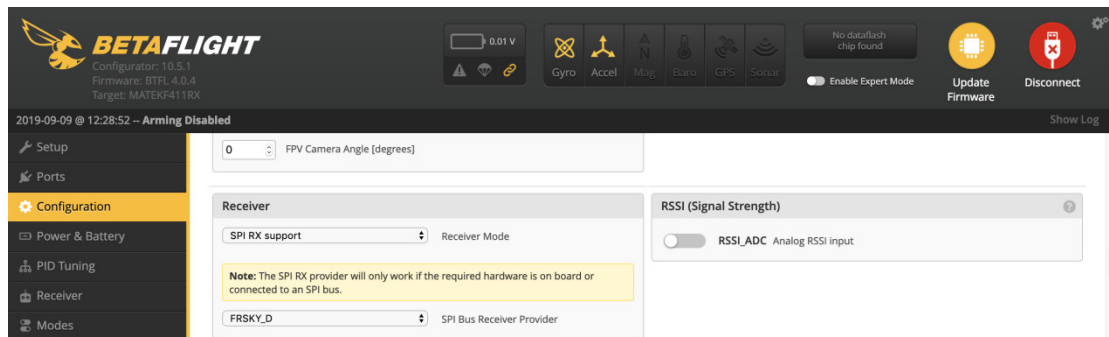 BETAFLIGHT
Configurator: 10.5.1
Firmware: BTFL 4.0.4
Target: MATEKF411RX
0.01 V
Gyro Accel Mag Baro GPS Sonar
No dataflash
chip found
Enable Expert Mode
Update
Firmware
Disconnect
2019-09-09 @ 12:28:52 -- Arming Disabled
Show Log
Setup
Ports
Configuration
Power & Battery
PID Tuning
Receiver
Modes
0 FPV Camera Angle [degrees]
Receiver
SPI RX support Receiver Mode
Note: The SPI RX provider will only work if the required hardware is on board or
connected to an SPI bus.
FRSKY_D SPI Bus Receiver Provider
RSSI (Signal Strength)
RSSI_ADC Analog RSSI input